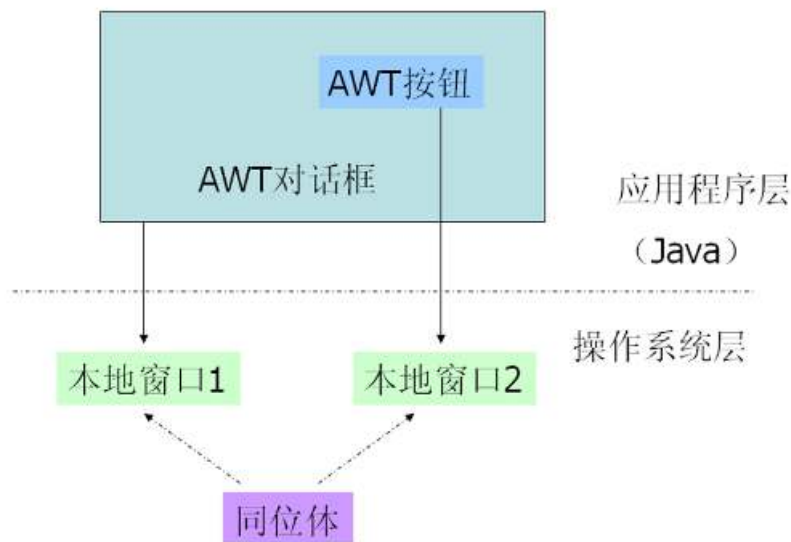 AWT按钮
AWT对话框
应用程序层
（Java）
操作系统层
本地窗口1
本地窗口2
同位体